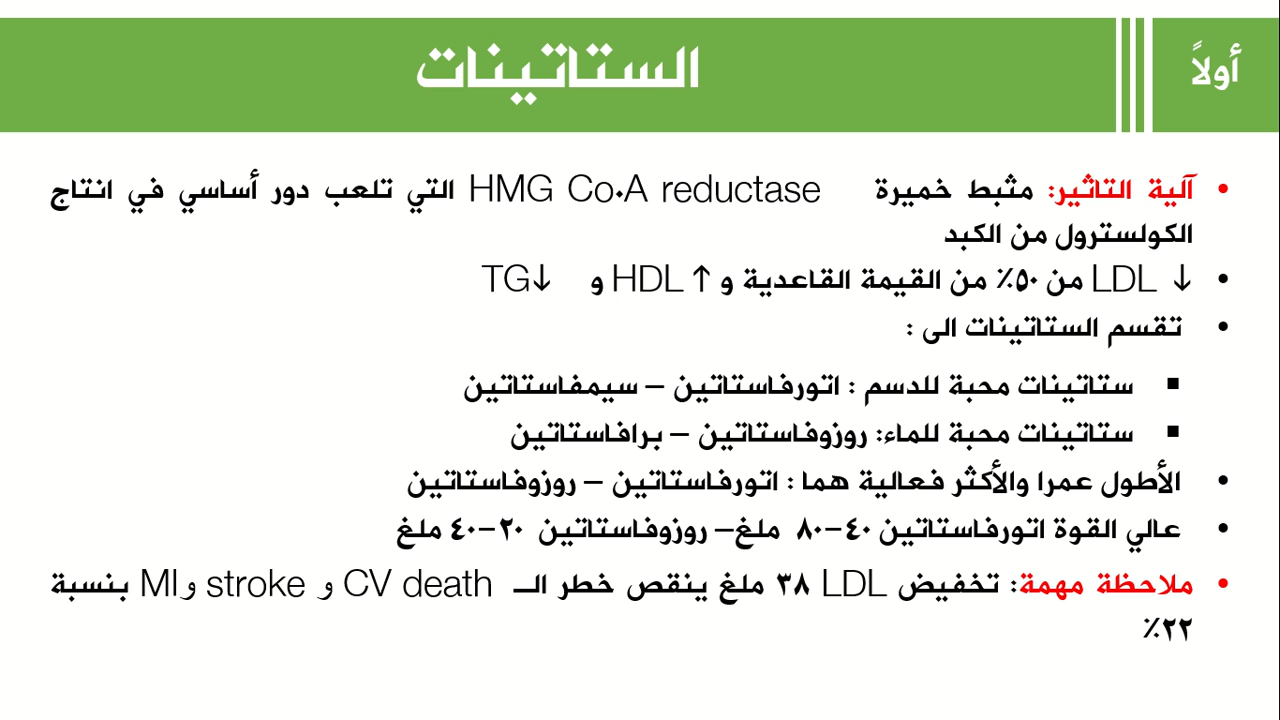 أولاً
الستاتينات
• آلية التاثير: مثبط خميرة HMG Co٠A reductase التي تلعب دور أساسي في انتاج
الكولسترول من الكبد
• ↓ LDL من ٥٠٪ من القيمة القاعدية و ↑ HDL و TG↓
• تقسم الستاتينات الى :
▪ ستاتينات محبة للدسم : اتورفاستاتين – سيمفاستاتين
▪ ستاتينات محبة للماء: روزوفاستاتين – برافاستاتين
• الأطول عمرا والأكثر فعالية هما : اتورفاستاتين – روزوفاستاتين
• عالي القوة اتورفاستاتين ٤٠-٨٠ ملغ– روزوفاستاتين ٢٠-٤٠ ملغ
• ملاحظة مهمة: تخفيض LDL ٣٨ ملغ ينقص خطر الـ CV death و stroke و MI بنسبة
٢٢٪